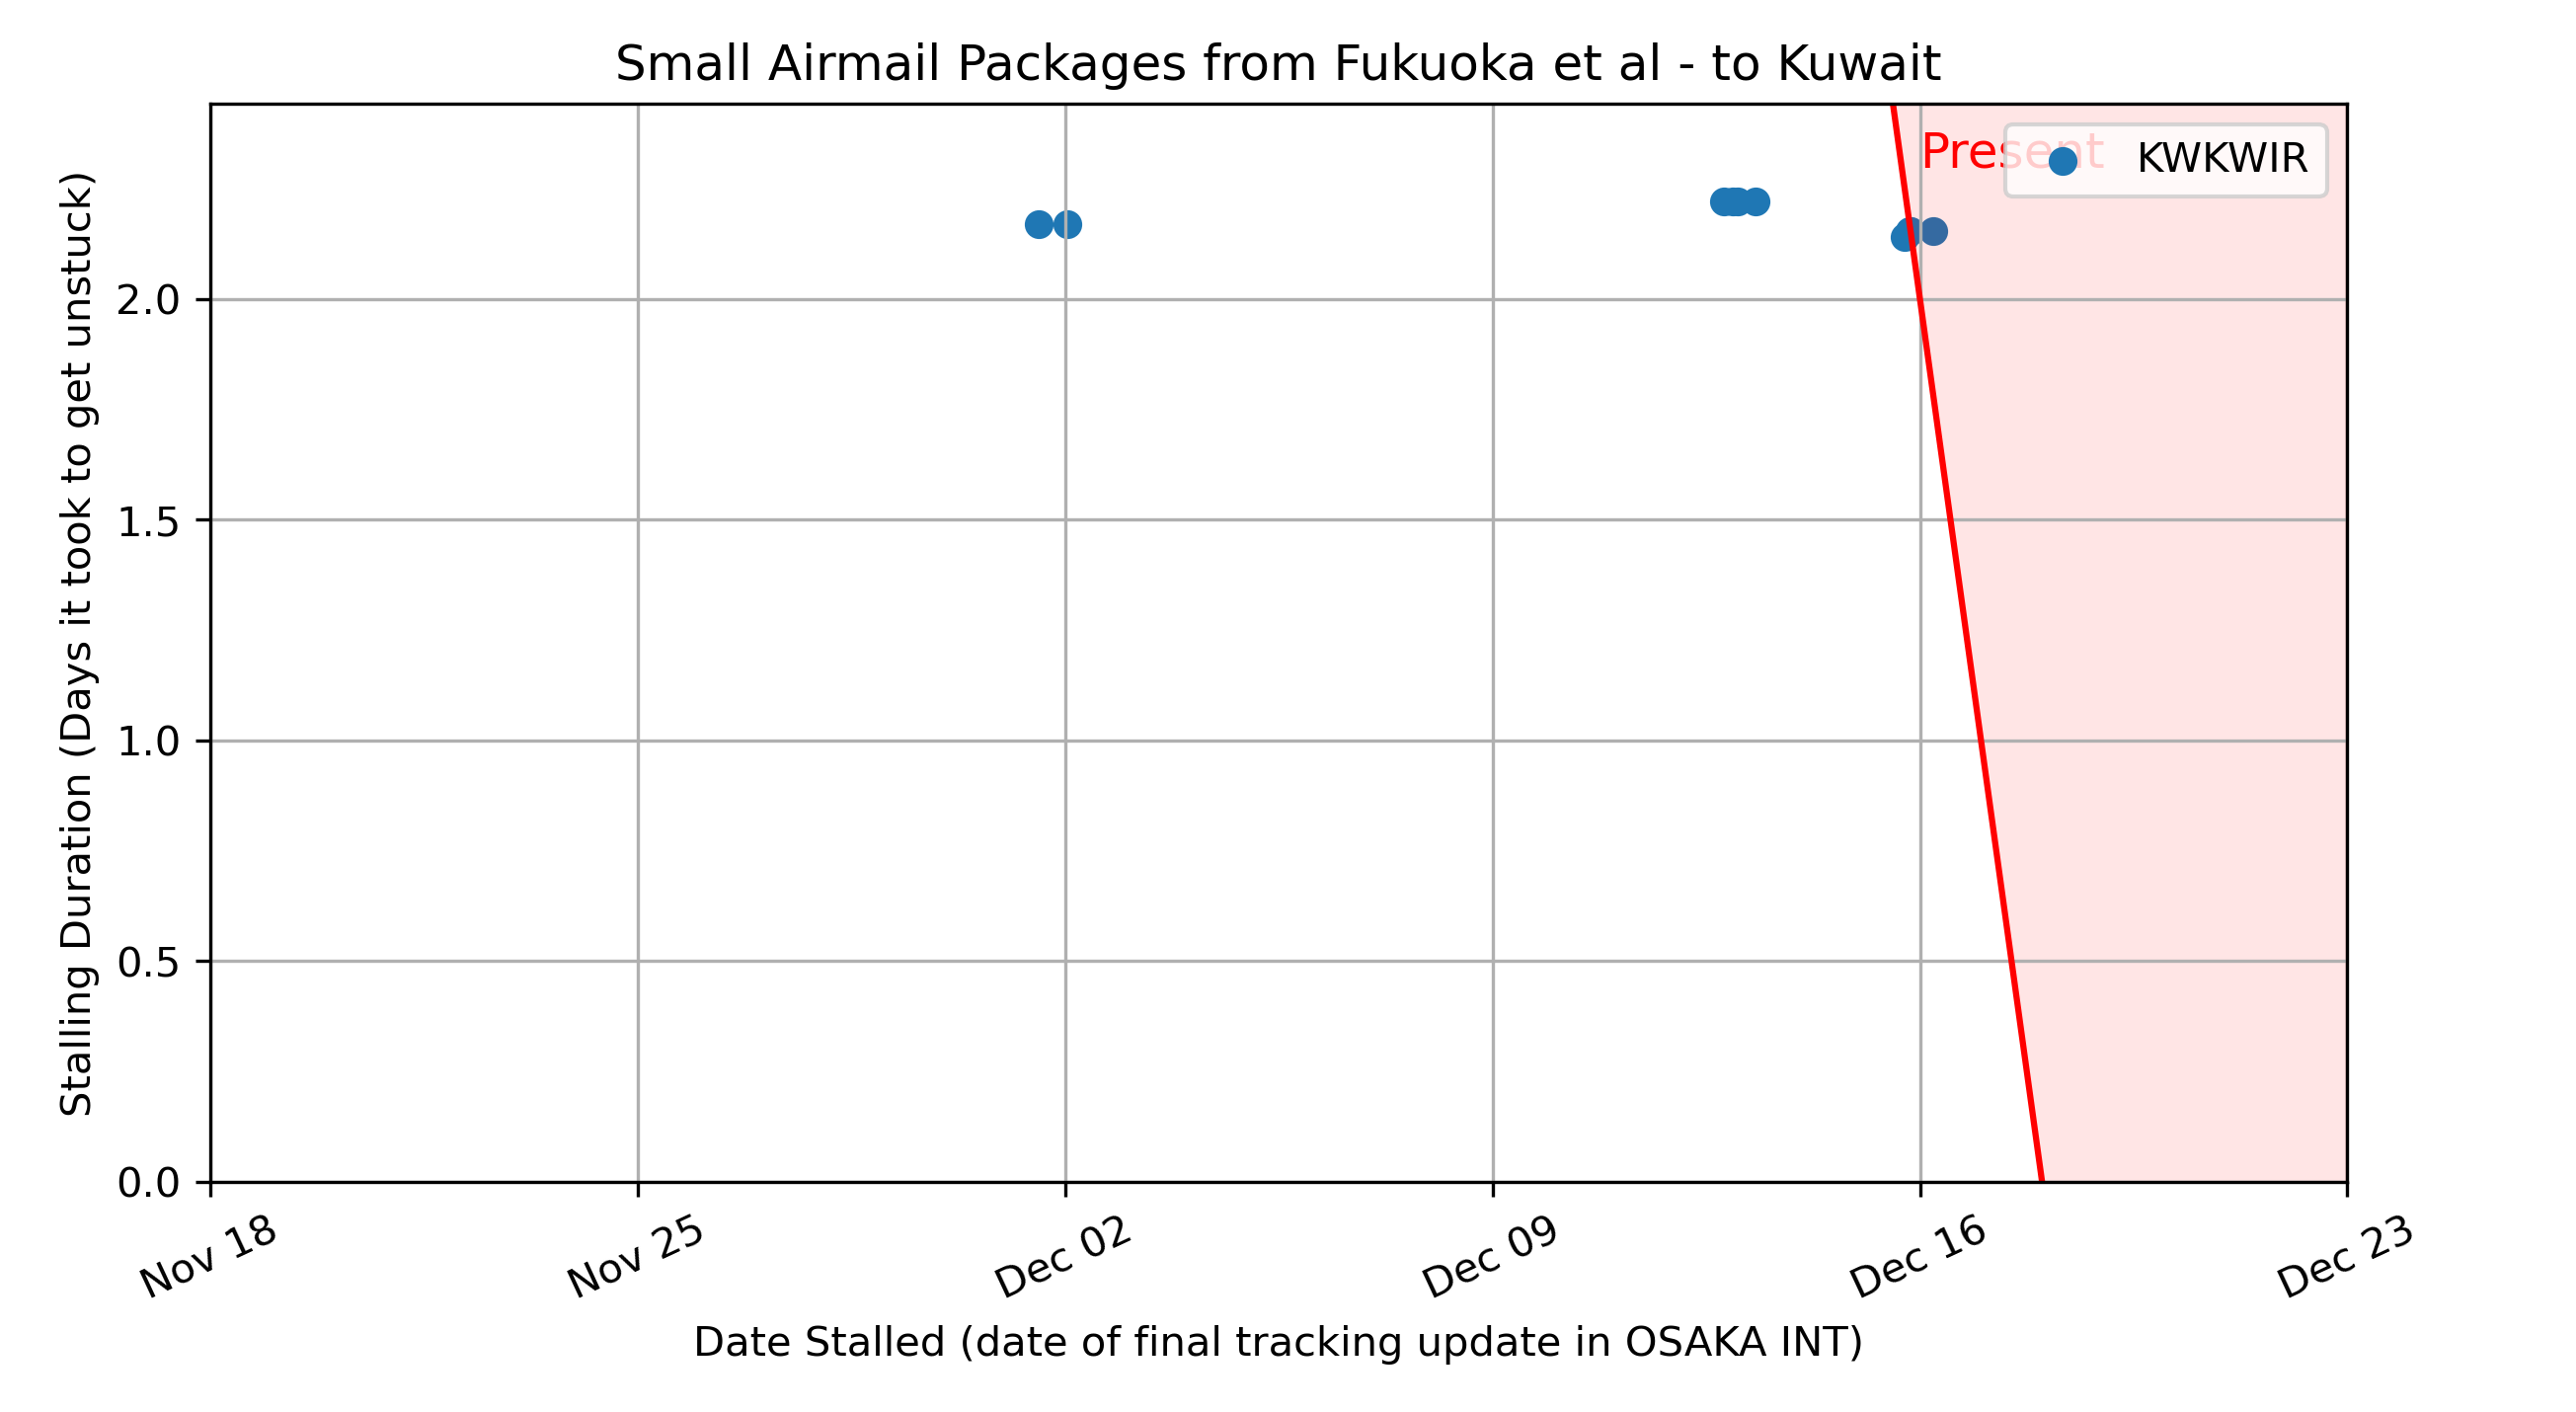 Small Airmail Packages from Fukuoka et al - to Kuwait
Present
KWKWIR
Stalling Duration (Days it took to get unstuck)
2.0
1.5
1.0
0.5
0.0
Nov 18
Nov 25
Dec 02
Dec 09
Dec 16
Dec 23
Date Stalled (date of final tracking update in OSAKA INT)